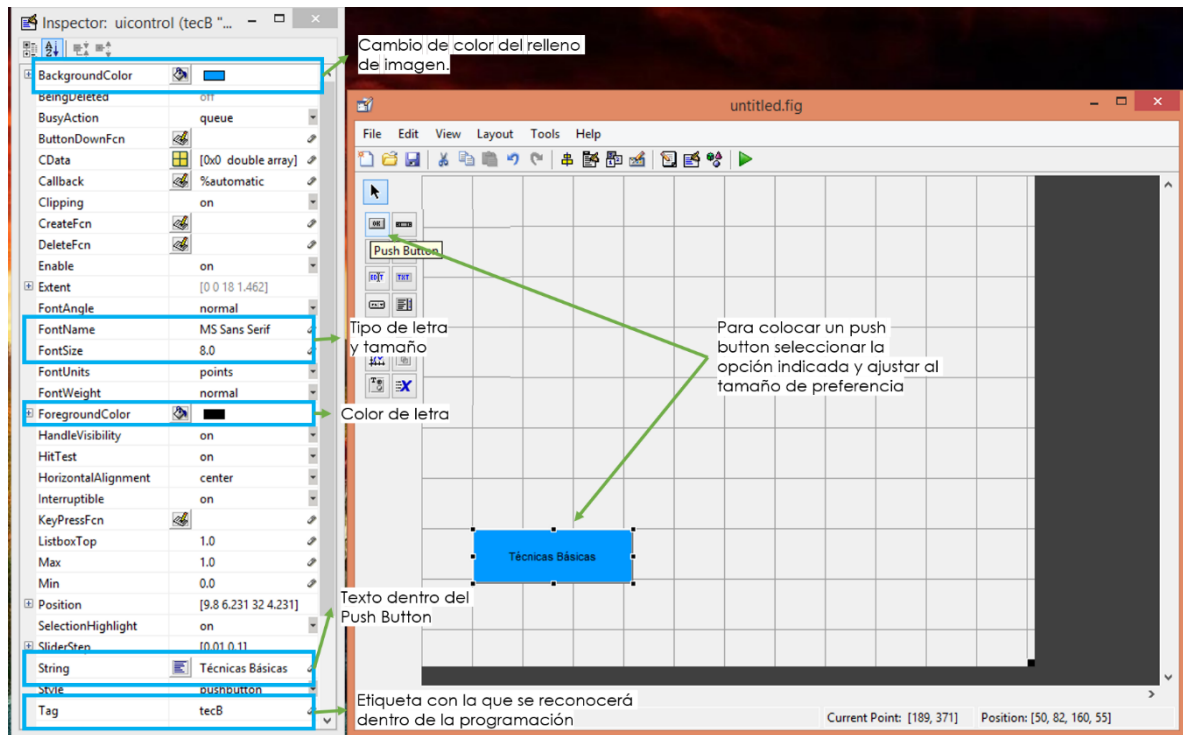 Inspector: uicontrol (tecB "...
BackgroundColor
BeingDeleted off
BusyAction queue
ButtonDownFcn
CData [0x0 double array]
Callback %automatic
Clipping on
CreateFcn
DeleteFcn
Enable on
Extent [0 0 18 1.462]
FontAngle normal
FontName MS Sans Serif
FontSize 8.0
FontUnits points
FontWeight normal
ForegroundColor
HandleVisibility on
HitTest on
HorizontalAlignment center
Interruptible on
KeyPressFcn
ListboxTop 1.0
Max 1.0
Min 0.0
Position [9.8 6.231 32 4.231]
SelectionHighlight on
SliderStep [0.01 0.1]
String Técnicas Básicas
Style pushbutton
Tag tecB
Cambio de color del relleno
de imagen.
Tipo de letra
y tamaño
Color de letra
Texto dentro del
Push Button
Etiqueta con la que se reconocerá
dentro de la programación
untitled.fig
File Edit View Layout Tools Help
OK
Push Button
EDIT TXT
Para colocar un push
button seleccionar la
opción indicada y ajustar al
tamaño de preferencia
Técnicas Básicas
Current Point: [189, 371] Position: [50, 82, 160, 55]